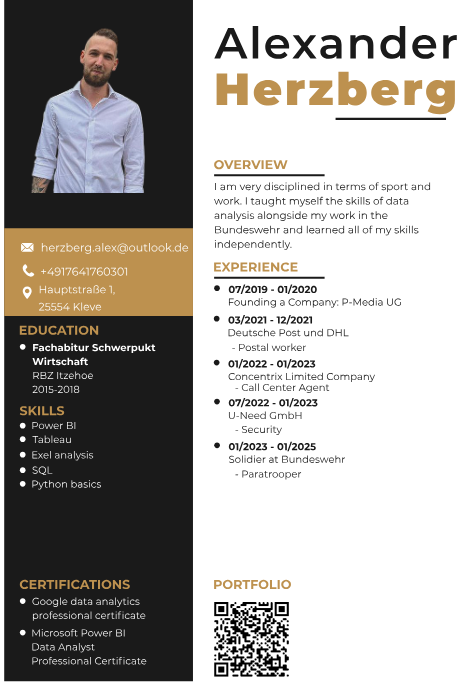 Alexander
Herzberg
herzberg.alex@outlook.de
+4917641760301
Hauptstraße 1,
25554 Kleve
EDUCATION
Fachabitur Schwerpukt
Wirtschaft
RBZ Itzehoe
2015-2018
SKILLS
Power BI
Tableau
Exel analysis
SQL
Python basics
CERTIFICATIONS
Google data analytics
professional certificate
Microsoft Power BI
Data Analyst
Professional Certificate
OVERVIEW
I am very disciplined in terms of sport and
work. I taught myself the skills of data
analysis alongside my work in the
Bundeswehr and learned all of my skills
independently.
EXPERIENCE
07/2019 - 01/2020
Founding a Company: P-Media UG
03/2021 - 12/2021
Deutsche Post und DHL
- Postal worker
01/2022 - 01/2023
Concentrix Limited Company
- Call Center Agent
07/2022 - 01/2023
U-Need GmbH
- Security
01/2023 - 01/2025
Solidier at Bundeswehr
- Paratrooper
PORTFOLIO